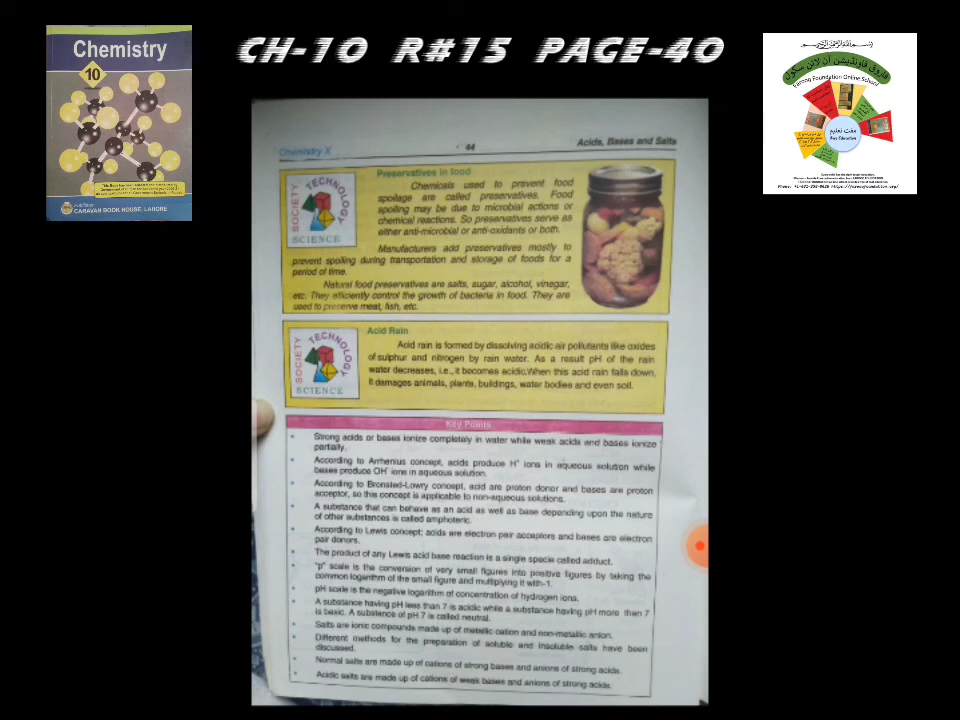 CH-10 R#15 PAGE-40
Chemistry
10
CARAVAN BOOK HOUSE, LAHORE
فاروق فاؤنڈیشن آن لائن سکول
Farooq Foundation Online School
مفت تعلیم
Free Education
Chemistry X
44
Acids, Bases and Salts
SOCIETY
TECHNOLOGY
SCIENCE
Preservatives in food
Chemicals used to prevent food
spoilage are called preservatives. Food
spoiling may be due to microbial actions or
chemical reactions. So preservatives serve as
either anti-microbial or anti-oxidants or both.
Manufacturers add preservatives mostly to
prevent spoiling during transportation and storage of foods for a
period of time.
Natural food preservatives are salts, sugar, alcohol, vinegar,
etc. They efficiently control the growth of bacteria in food. They are
used to preserve meat, fish, etc.
SOCIETY
TECHNOLOGY
SCIENCE
Acid Rain
Acid rain is formed by dissolving acidic air pollutants like oxides
of sulphur and nitrogen by rain water. As a result pH of the rain
water decreases, i.e., it becomes acidic.When this acid rain falls down,
it damages animals, plants, buildings, water bodies and even soil.
Key Points
• Strong acids or bases ionize completely in water while weak acids and bases ionize
partially.
• According to Arrhenius concept, acids produce H⁺ ions in aqueous solution while
bases produce OH⁻ ions in aqueous solution.
• According to Bronsted-Lowry concept, acid are proton donor and bases are proton
acceptor, so this concept is applicable to non-aqueous solutions.
• A substance that can behave as an acid as well as base depending upon the nature
of other substances is called amphoteric.
• According to Lewis concept; acids are electron pair acceptors and bases are electron
pair donors.
• The product of any Lewis acid base reaction is a single specie called adduct.
• "p" scale is the conversion of very small figures into positive figures by taking the
common logarithm of the small figure and multiplying it with-1.
• pH scale is the negative logarithm of concentration of hydrogen ions.
• A substance having pH less than 7 is acidic while a substance having pH more than 7
is basic. A substance of pH 7 is called neutral.
• Salts are ionic compounds made up of metallic cation and non-metallic anion.
• Different methods for the preparation of soluble and insoluble salts have been
discussed.
• Normal salts are made up of cations of strong bases and anions of strong acids.
• Acidic salts are made up of cations of weak bases and anions of strong acids.